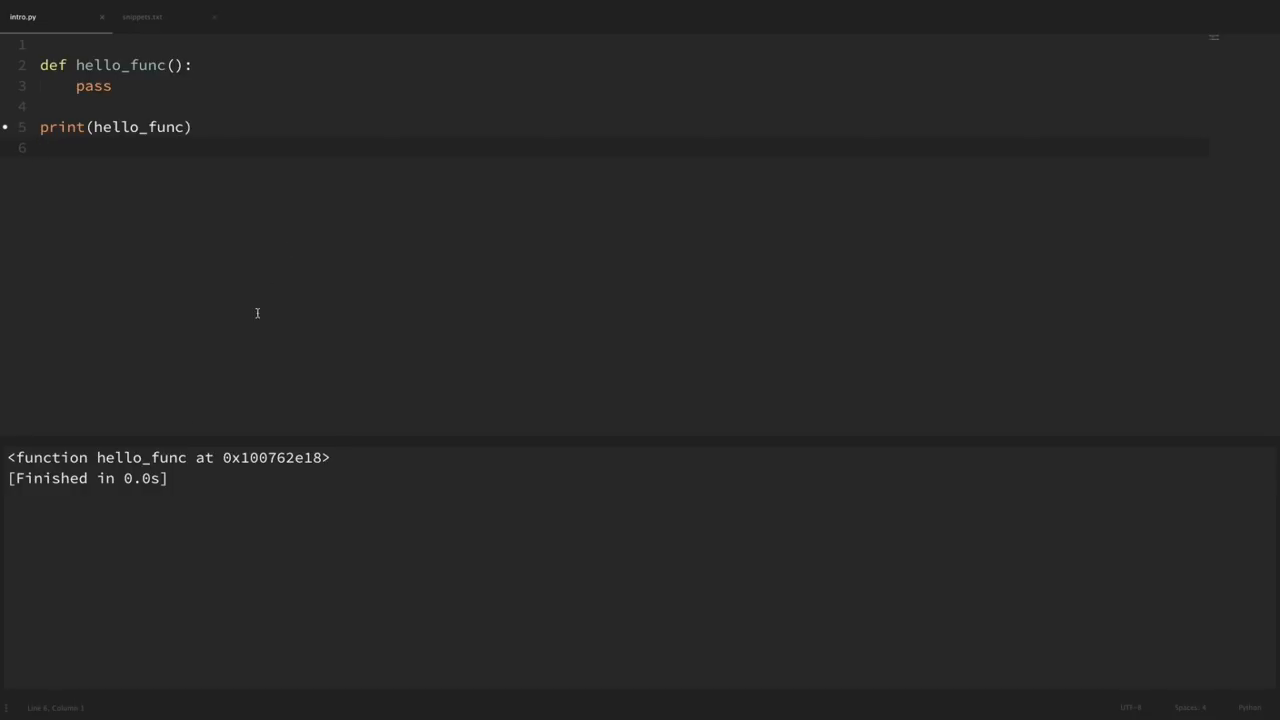 intro.py × snippets.txt ×
1
2 def hello_func():
3 pass
4
5 print(hello_func)
6
<function hello_func at 0x100762e18>
[Finished in 0.0s]
Line 6, Column 1 UTF-8 Spaces: 4 Python